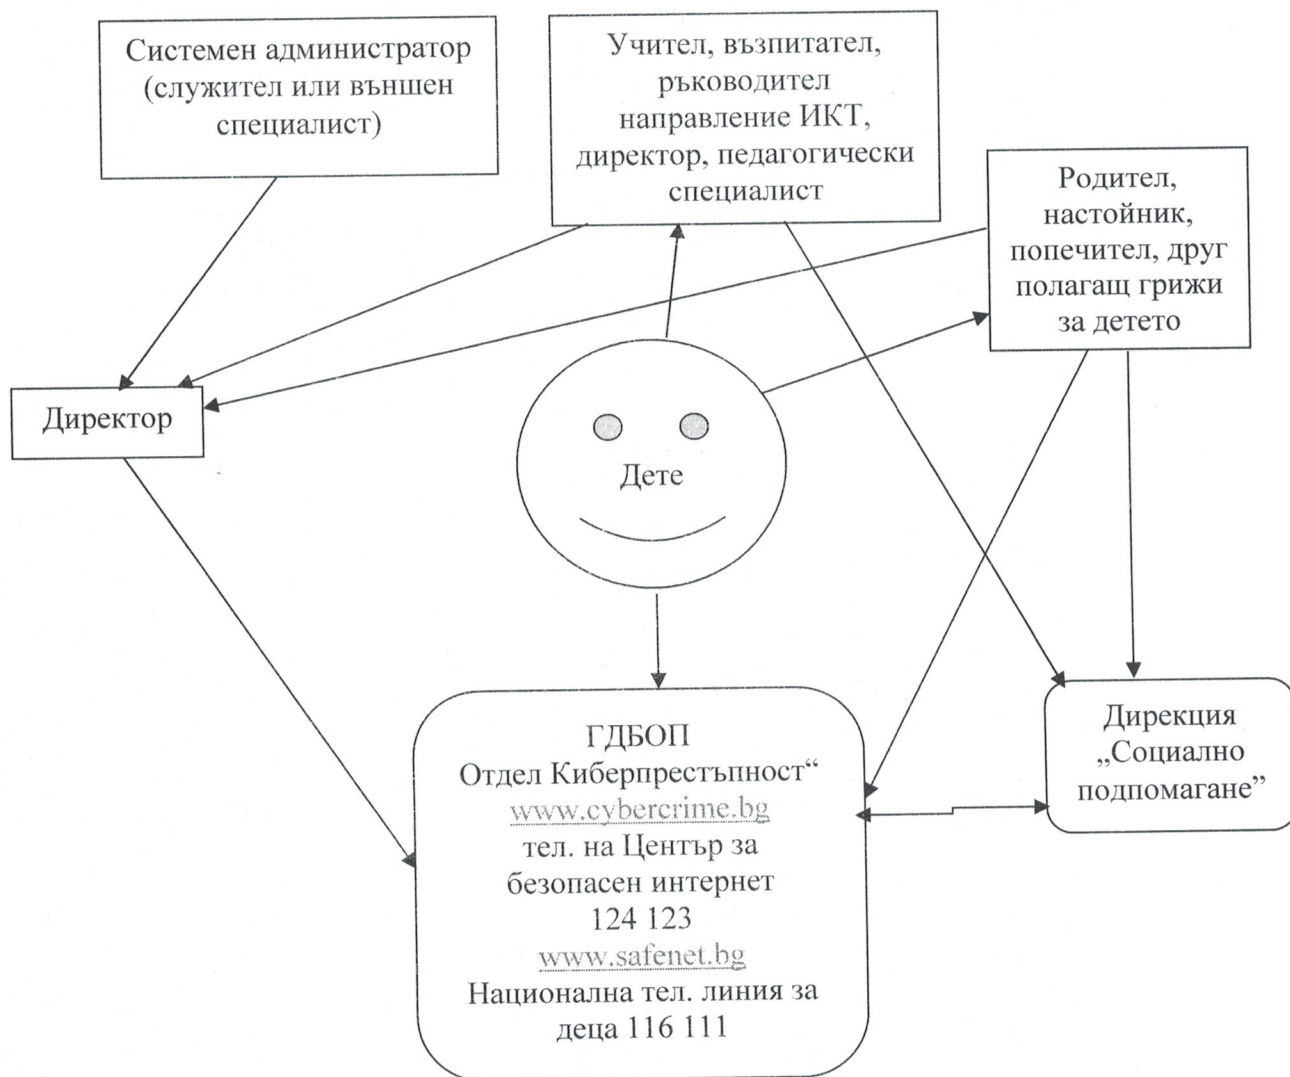 Системен администратор
(служител или външен
специалист)
Учител, възпитател,
ръководител
направление ИКТ,
директор, педагогически
специалист
Родител,
настойник,
попечител, друг
полагащ грижи
за детето
Директор
Дете
ГДБОП
Отдел Киберпрестъпност“
www.cybercrime.bg
тел. на Център за
безопасен интернет
124 123
www.safenet.bg
Национална тел. линия за
деца 116 111
Дирекция
„Социално
подпомагане”